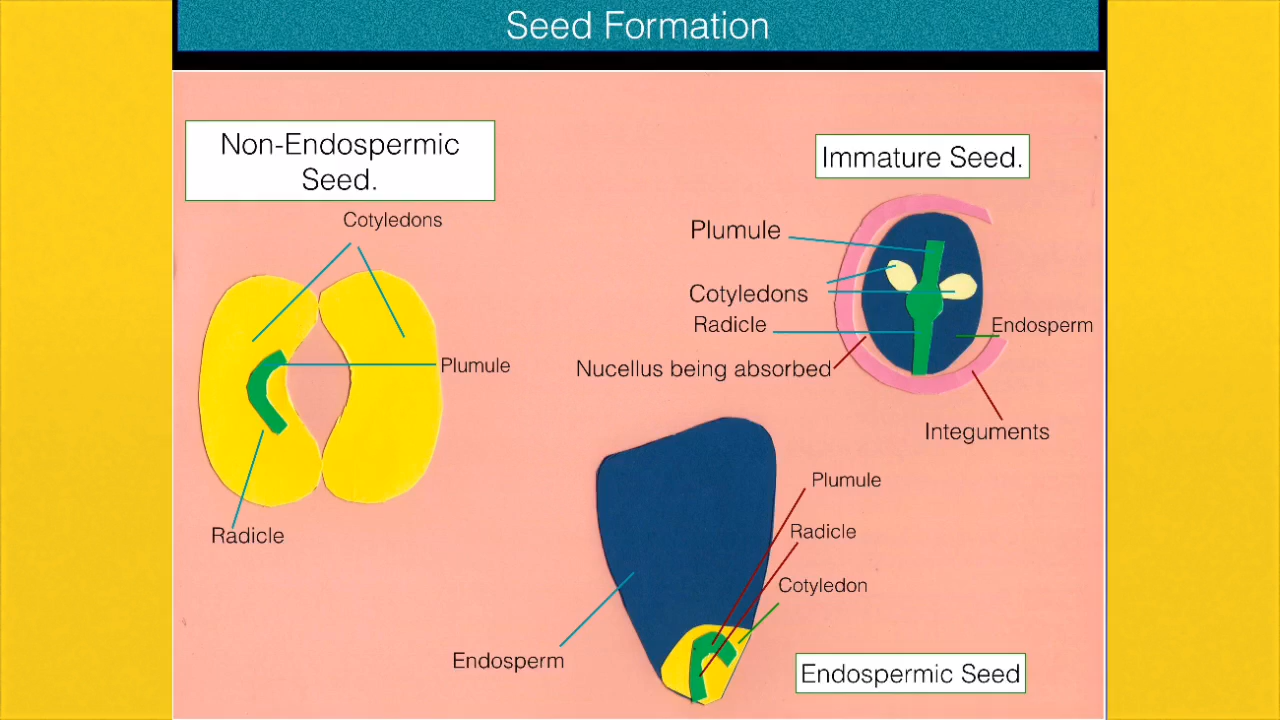 Seed Formation
Non-Endospermic
Seed.
Cotyledons
Plumule
Radicle
Immature Seed.
Plumule
Cotyledons
Radicle
Endosperm
Nucellus being absorbed
Integuments
Plumule
Radicle
Cotyledon
Endosperm
Endospermic Seed